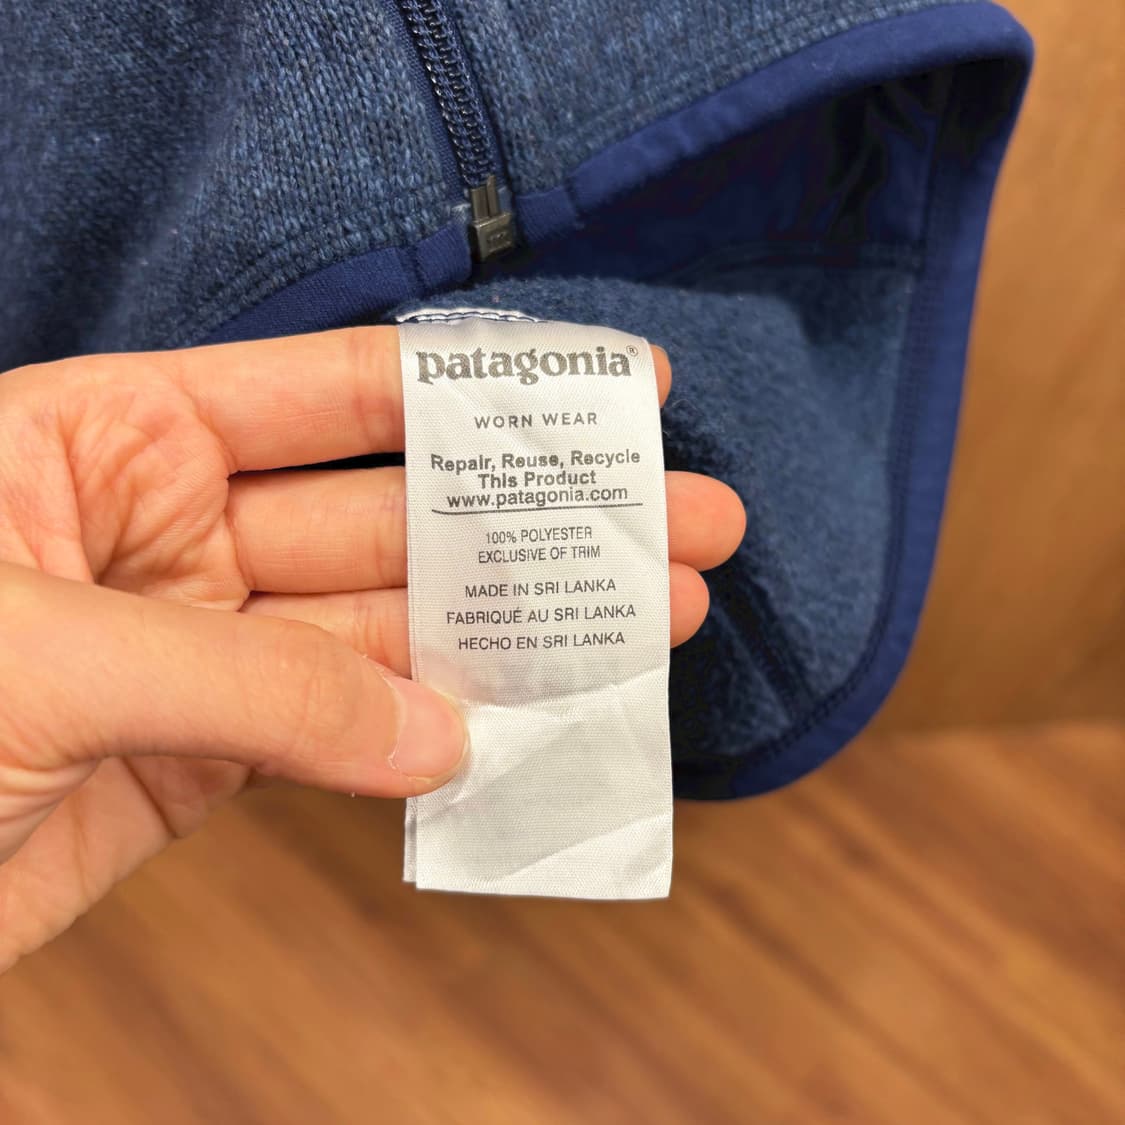 patagonia®
WORN WEAR
Repair, Reuse, Recycle
This Product
www.patagonia.com
100% POLYESTER
EXCLUSIVE OF TRIM
MADE IN SRI LANKA
FABRIQUÉ AU SRI LANKA
HECHO EN SRI LANKA